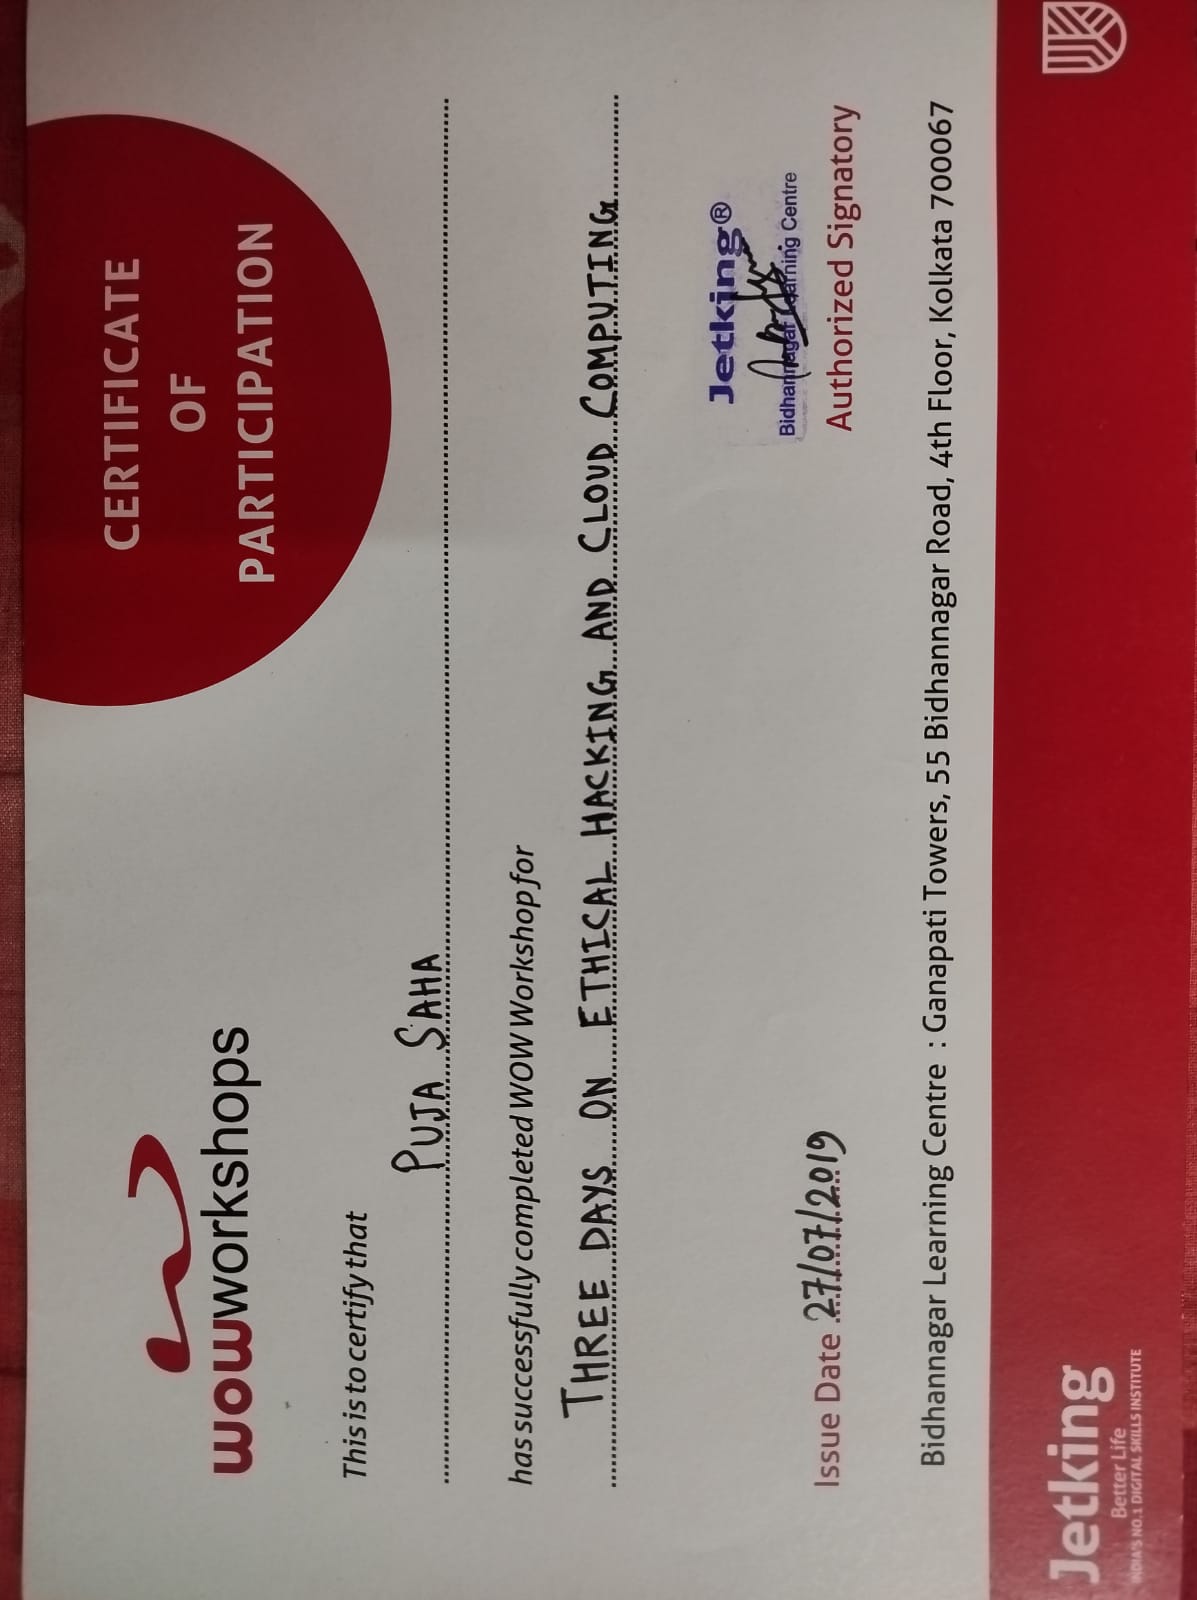 wowworkshops
CERTIFICATE
OF
PARTICIPATION
This is to certify that
PUJA SAHA
has successfully completed WOW Workshop for
THREE DAYS ON ETHICAL HACKING AND CLOUD COMPUTING
Jetking®
Bidhannagar Learning Centre
Issue Date 27/07/2019
Authorized Signatory
Bidhannagar Learning Centre : Ganapati Towers, 55 Bidhannagar Road, 4th Floor, Kolkata 700067
Jetking
Better Life
INDIA'S NO.1 DIGITAL SKILLS INSTITUTE